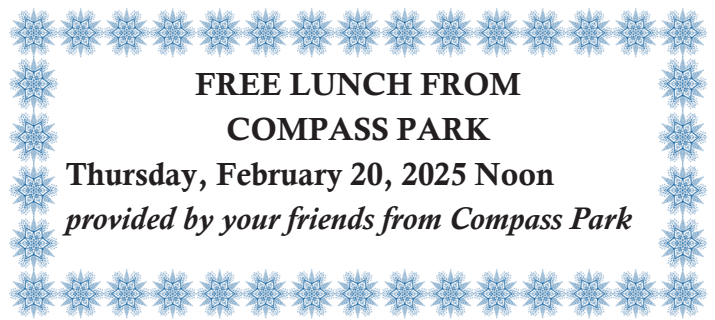 FREE LUNCH FROM
COMPASS PARK
Thursday, February 20, 2025 Noon
provided by your friends from Compass Park